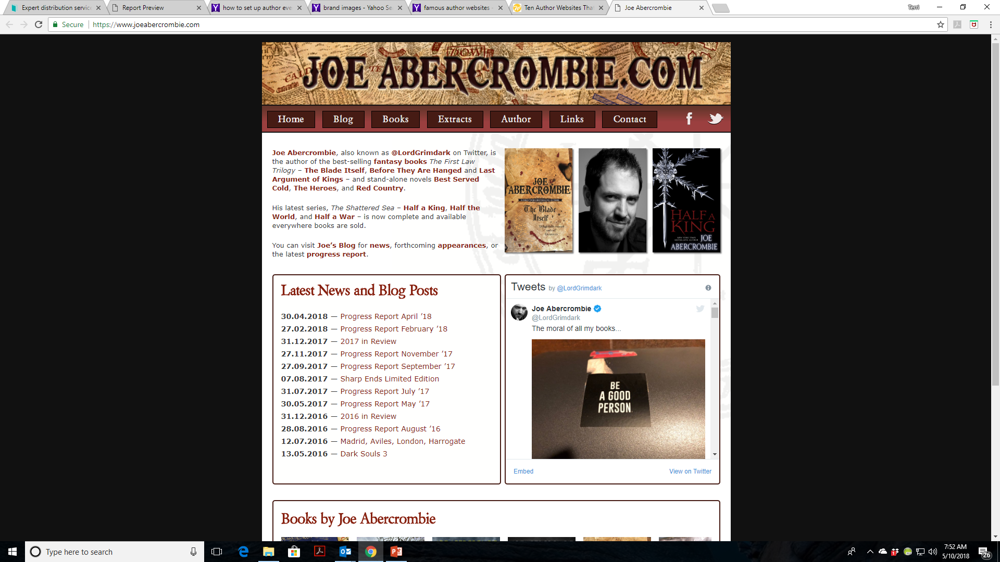 Expert distribution service
Report Preview
how to set up author eve
brand images - Yahoo Se
famous author websites -
Ten Author Websites Tha
Joe Abercrombie
Terri
Secure
https://www.joeabercrombie.com
JOE ABERCROMBIE.COM
Home
Blog
Books
Extracts
Author
Links
Contact
Joe Abercrombie, also known as @LordGrimdark on Twitter, is
the author of the best-selling fantasy books The First Law
Trilogy – The Blade Itself, Before They Are Hanged and Last
Argument of Kings – and stand-alone novels Best Served
Cold, The Heroes, and Red Country.
His latest series, The Shattered Sea – Half a King, Half the
World, and Half a War – is now complete and available
everywhere books are sold.
You can visit Joe’s Blog for news, forthcoming appearances, or
the latest progress report.
JOE
ABERCROMBIE
The Blade
Itself
HALF A
KING
NEW YORK TIMES
BESTSELLING AUTHOR
JOE
ABERCROMBIE
Latest News and Blog Posts
30.04.2018 — Progress Report April ’18
27.02.2018 — Progress Report February ’18
31.12.2017 — 2017 in Review
27.11.2017 — Progress Report November ’17
27.09.2017 — Progress Report September ’17
07.08.2017 — Sharp Ends Limited Edition
31.07.2017 — Progress Report July ’17
30.05.2017 — Progress Report May ’17
31.12.2016 — 2016 in Review
28.08.2016 — Progress Report August ’16
12.07.2016 — Madrid, Aviles, London, Harrogate
13.05.2016 — Dark Souls 3
Tweets by @LordGrimdark
Joe Abercrombie
@LordGrimdark
The moral of all my books...
BE
A GOOD
PERSON.
Embed
View on Twitter
Books by Joe Abercrombie
Type here to search
7:52 AM
5/10/2018
26